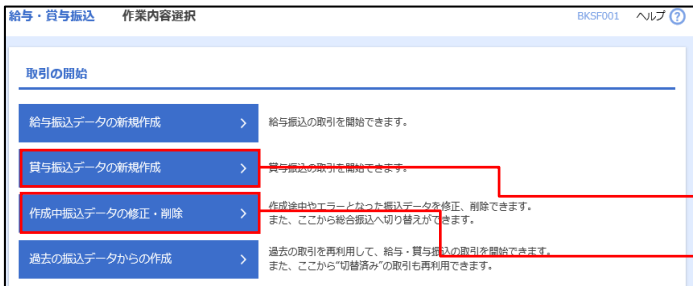 給与・賞与振込 作業内容選択 BKSF001 ヘルプ ?
取引の開始
給与振込データの新規作成
給与振込の取引を開始できます。
賞与振込データの新規作成
賞与振込の取引を開始できます。
作成中振込データの修正・削除
作成途中やエラーとなった振込データを修正、削除できます。
また、ここから総合振込へ切り替えができます。
過去の振込データからの作成
過去の取引を再利用して、給与・賞与振込の取引を開始できます。
また、ここから“切替済み”の取引も再利用できます。